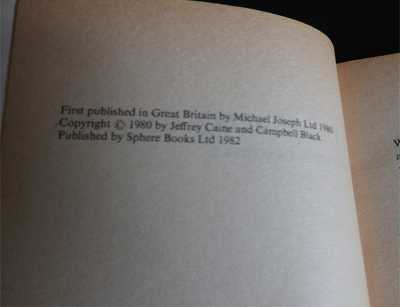 First published in Great Britain by Michael Joseph Ltd
Copyright © 1980 by Jeffrey Caine and Campbell Black
Published by Sphere Books Ltd 1982